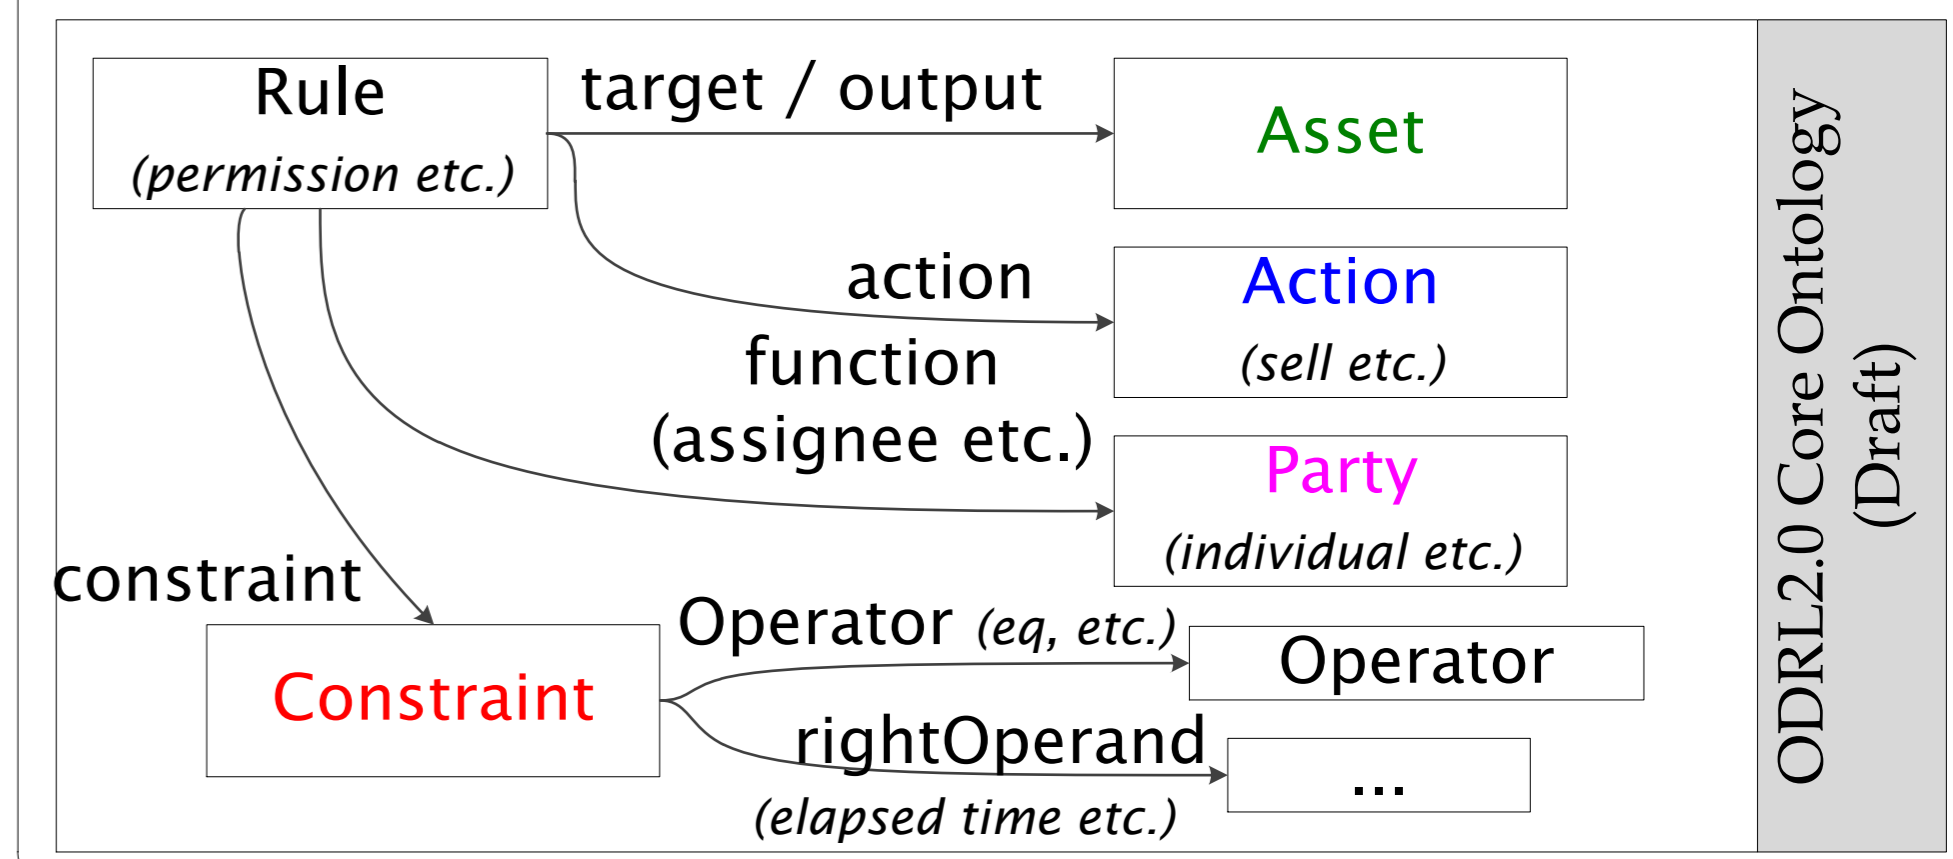 Rule
(permission etc.)
target / output
Asset
action
Action
(sell etc.)
function
(assignee etc.)
Party
(individual etc.)
constraint
Constraint
Operator (eq, etc.)
Operator
rightOperand
(elapsed time etc.)
...
ODRL2.0 Core Ontology
(Draft)